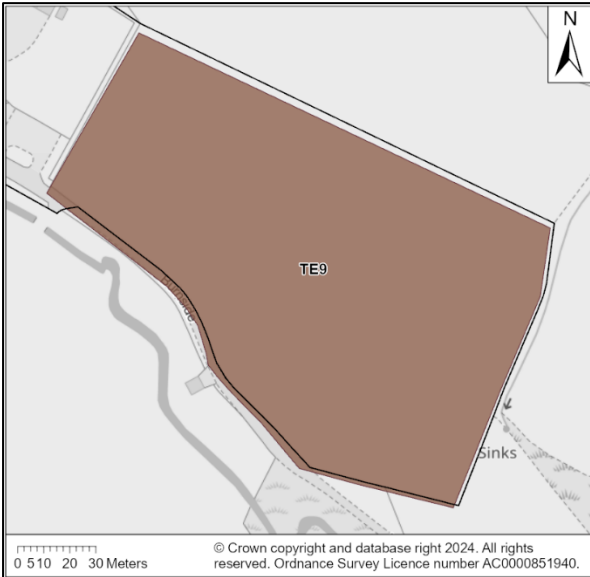 N
TE9
Burnside
Sinks
0 5 10 20 30 Meters
© Crown copyright and database right 2024. All rights
reserved. Ordnance Survey Licence number AC0000851940.